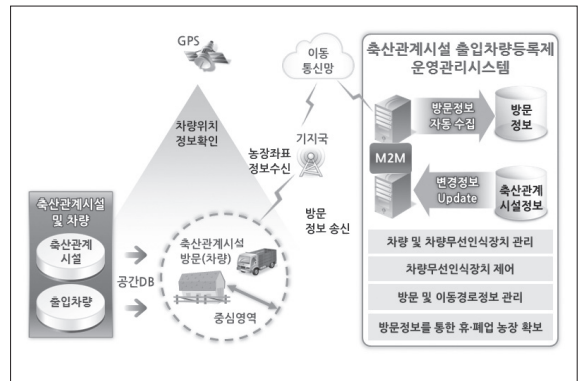 GPS
이동
통신망
차량위치
정보확인
농장좌표
정보수신
기지국
방문
정보 송신
축산관계시설
및 차량
축산관계
시설
출입차량
공간DB
축산관계시설
방문(차량)
중심영역
축산관계시설 출입차량등록제
운영관리시스템
방문정보
자동 수집
방문
정보
M2M
변경정보
Update
축산관계
시설정보
차량 및 차량무선인식장치 관리
차량무선인식장치 제어
방문 및 이동경로정보 관리
방문정보를 통한 휴·폐업 농장 확보